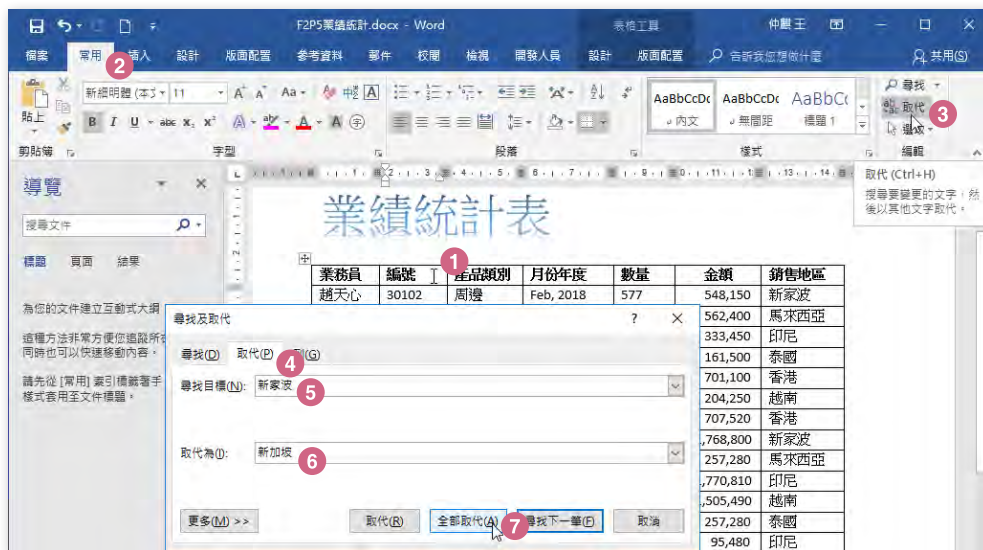 F2P5業績統計.docx - Word
表格工具
仲麒王
檔案 常用 插入 設計 版面配置 參考資料 郵件 校閱 檢視 開發人員 設計 版面配置 告訴我您想做什麼 共用(S)
2
新細明體 (本文 11
貼上
AaBbCcDc AaBbCcDc AaBbC
內文 無間距 標題 1
尋找
取代
3
選取
剪貼簿 字型 段落 樣式 編輯
取代 (Ctrl+H)
搜尋要變更的文字，然
後以其他文字取代。
導覽
搜尋文件
標題 頁面 結果
為您的文件建立互動式大綱
這種方法非常方便您追蹤所在
同時也可以快速移動內容。
請先從 [常用] 索引標籤著手
樣式套用至文件標題。
業績統計表
1
業務員 編號 產品類別 月份年度 數量 金額 銷售地區
趙天心 30102 周邊 Feb, 2018 577 548,150 新家波
562,400 馬來西亞
333,450 印尼
161,500 泰國
701,100 香港
204,250 越南
707,520 香港
,768,800 新家波
257,280 馬來西亞
,770,810 印尼
,505,490 越南
257,280 泰國
95,480 印尼
尋找及取代
尋找(D) 取代(P) (G)
4
尋找目標(N): 新家波
5
取代為(I): 新加坡
6
更多(M) >> 取代(R) 全部取代(A) 尋找下一筆(F) 取消
7